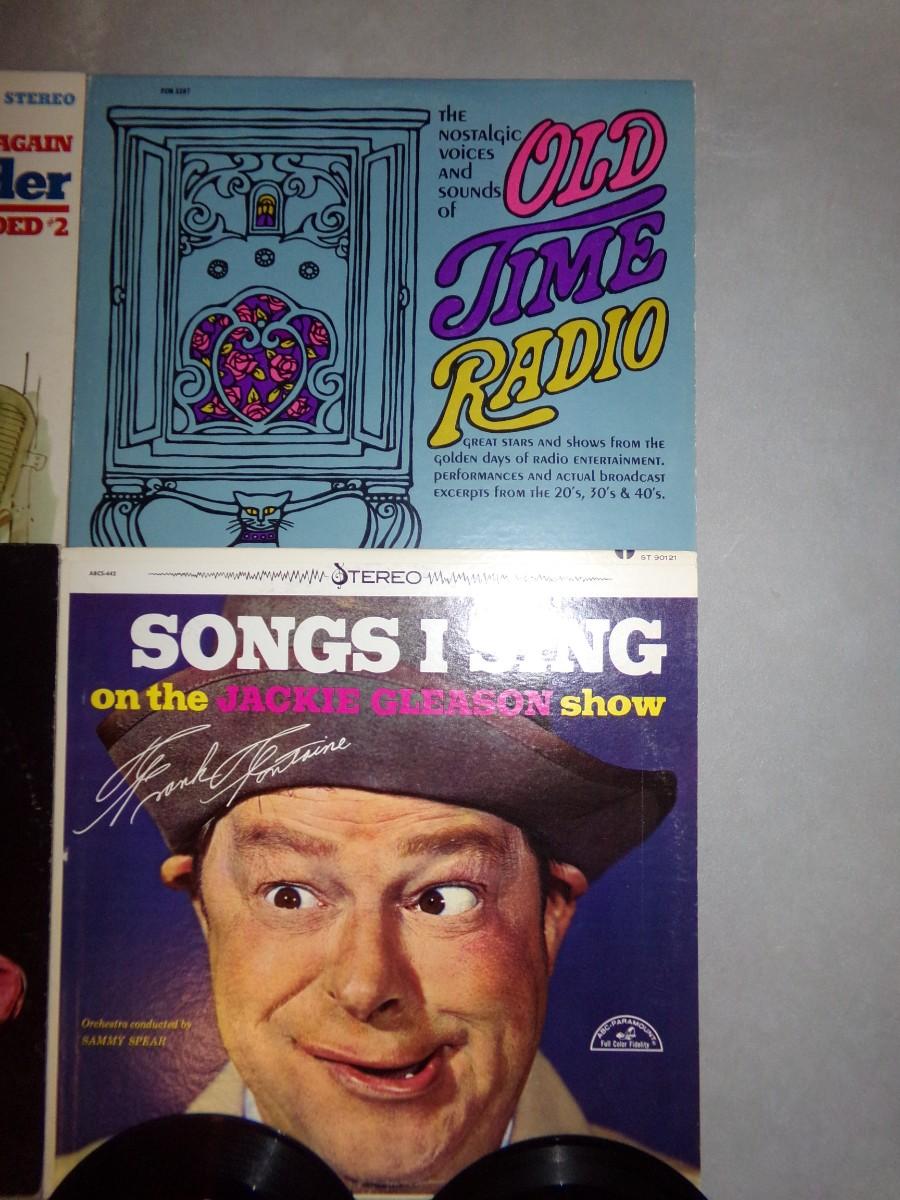 STEREO
AGAIN
der
DED #2
THE
NOSTALGIC
VOICES
AND
SOUNDS
OF
OLD
TIME
RADIO
GREAT STARS AND SHOWS FROM THE
GOLDEN DAYS OF RADIO ENTERTAINMENT.
PERFORMANCES AND ACTUAL BROADCAST
EXCERPTS FROM THE 20's, 30's & 40's.
ST 90121
ABCS-442
STEREO
SONGS I SING
on the JACKIE GLEASON show
Frank Fontaine
Orchestra conducted by
SAMMY SPEAR
ABC-PARAMOUNT
Full Color Fidelity